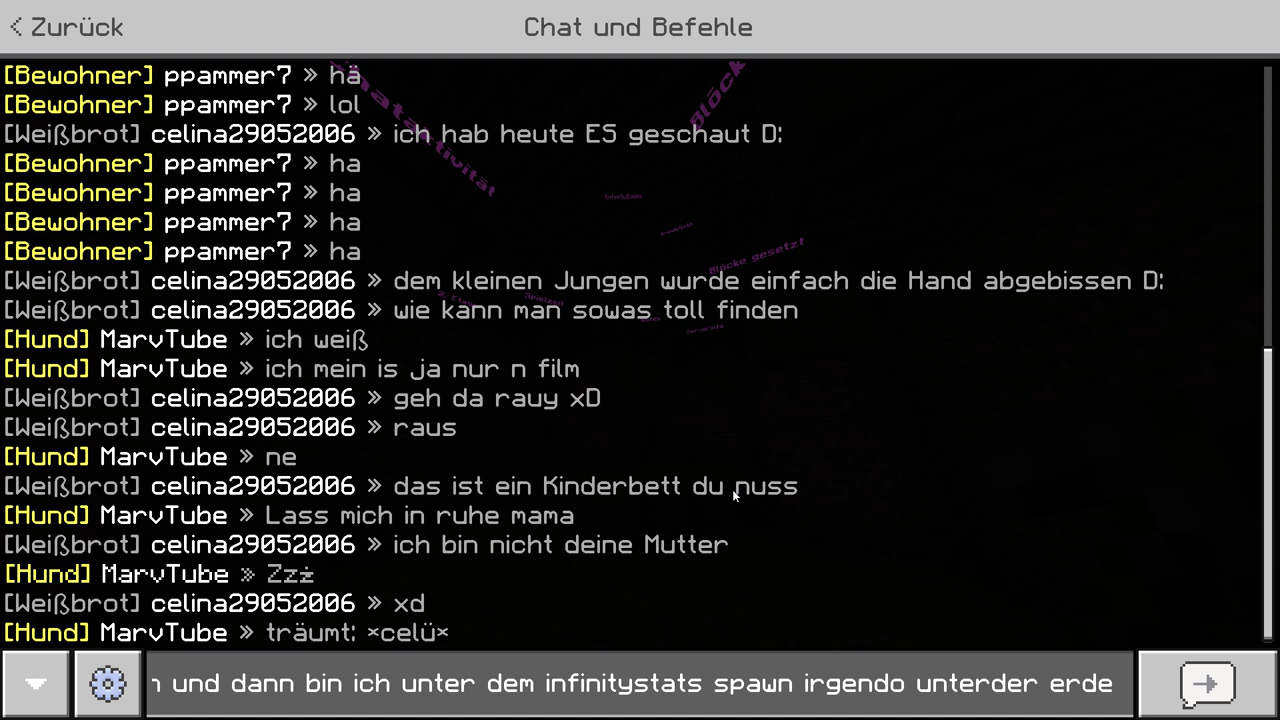 Zurück
Chat und Befehle
[Bewohner] ppammer7 » hä
[Bewohner] ppammer7 » lol
[Weißbrot] celina29052006 » ich hab heute ES geschaut D:
[Bewohner] ppammer7 » ha
[Bewohner] ppammer7 » ha
[Bewohner] ppammer7 » ha
[Bewohner] ppammer7 » ha
Blöcke gesetzt
[Weißbrot] celina29052006 » dem kleinen Jungen wurde einfach die Hand abgebissen D:
[Weißbrot] celina29052006 » wie kann man sowas toll finden
[Hund] MarvTube » ich weiß
[Hund] MarvTube » ich mein is ja nur n film
[Weißbrot] celina29052006 » geh da rauy xD
[Weißbrot] celina29052006 » raus
[Hund] MarvTube » ne
[Weißbrot] celina29052006 » das ist ein Kinderbett du nuss
[Hund] MarvTube » Lass mich in ruhe mama
[Weißbrot] celina29052006 » ich bin nicht deine Mutter
[Hund] MarvTube » Zzż
[Weißbrot] celina29052006 » xd
[Hund] MarvTube » träumt: ×celü×
und dann bin ich unter dem infinitystats spawn irgendo unterder erde